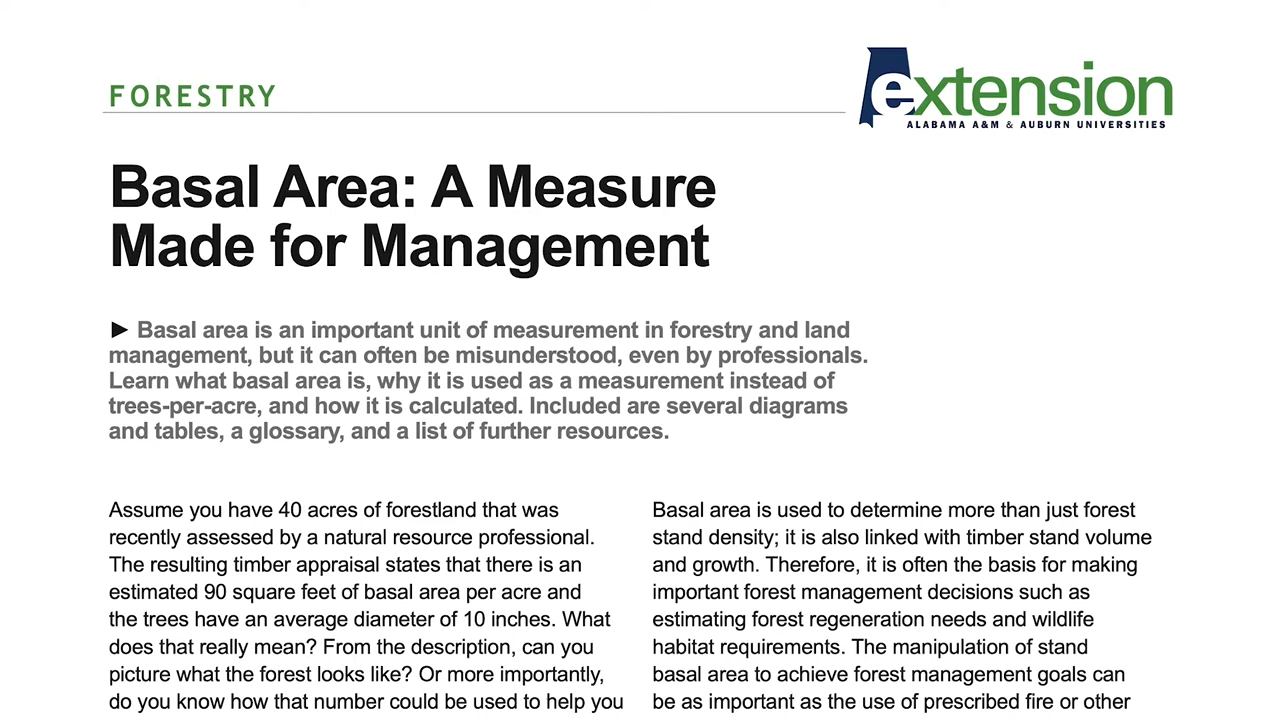 FORESTRY
extension
ALABAMA A&M & AUBURN UNIVERSITIES
Basal Area: A Measure
Made for Management
► Basal area is an important unit of measurement in forestry and land
management, but it can often be misunderstood, even by professionals.
Learn what basal area is, why it is used as a measurement instead of
trees-per-acre, and how it is calculated. Included are several diagrams
and tables, a glossary, and a list of further resources.
Assume you have 40 acres of forestland that was
recently assessed by a natural resource professional.
The resulting timber appraisal states that there is an
estimated 90 square feet of basal area per acre and
the trees have an average diameter of 10 inches. What
does that really mean? From the description, can you
picture what the forest looks like? Or more importantly,
do you know how that number could be used to help you
Basal area is used to determine more than just forest
stand density; it is also linked with timber stand volume
and growth. Therefore, it is often the basis for making
important forest management decisions such as
estimating forest regeneration needs and wildlife
habitat requirements. The manipulation of stand
basal area to achieve forest management goals can
be as important as the use of prescribed fire or other